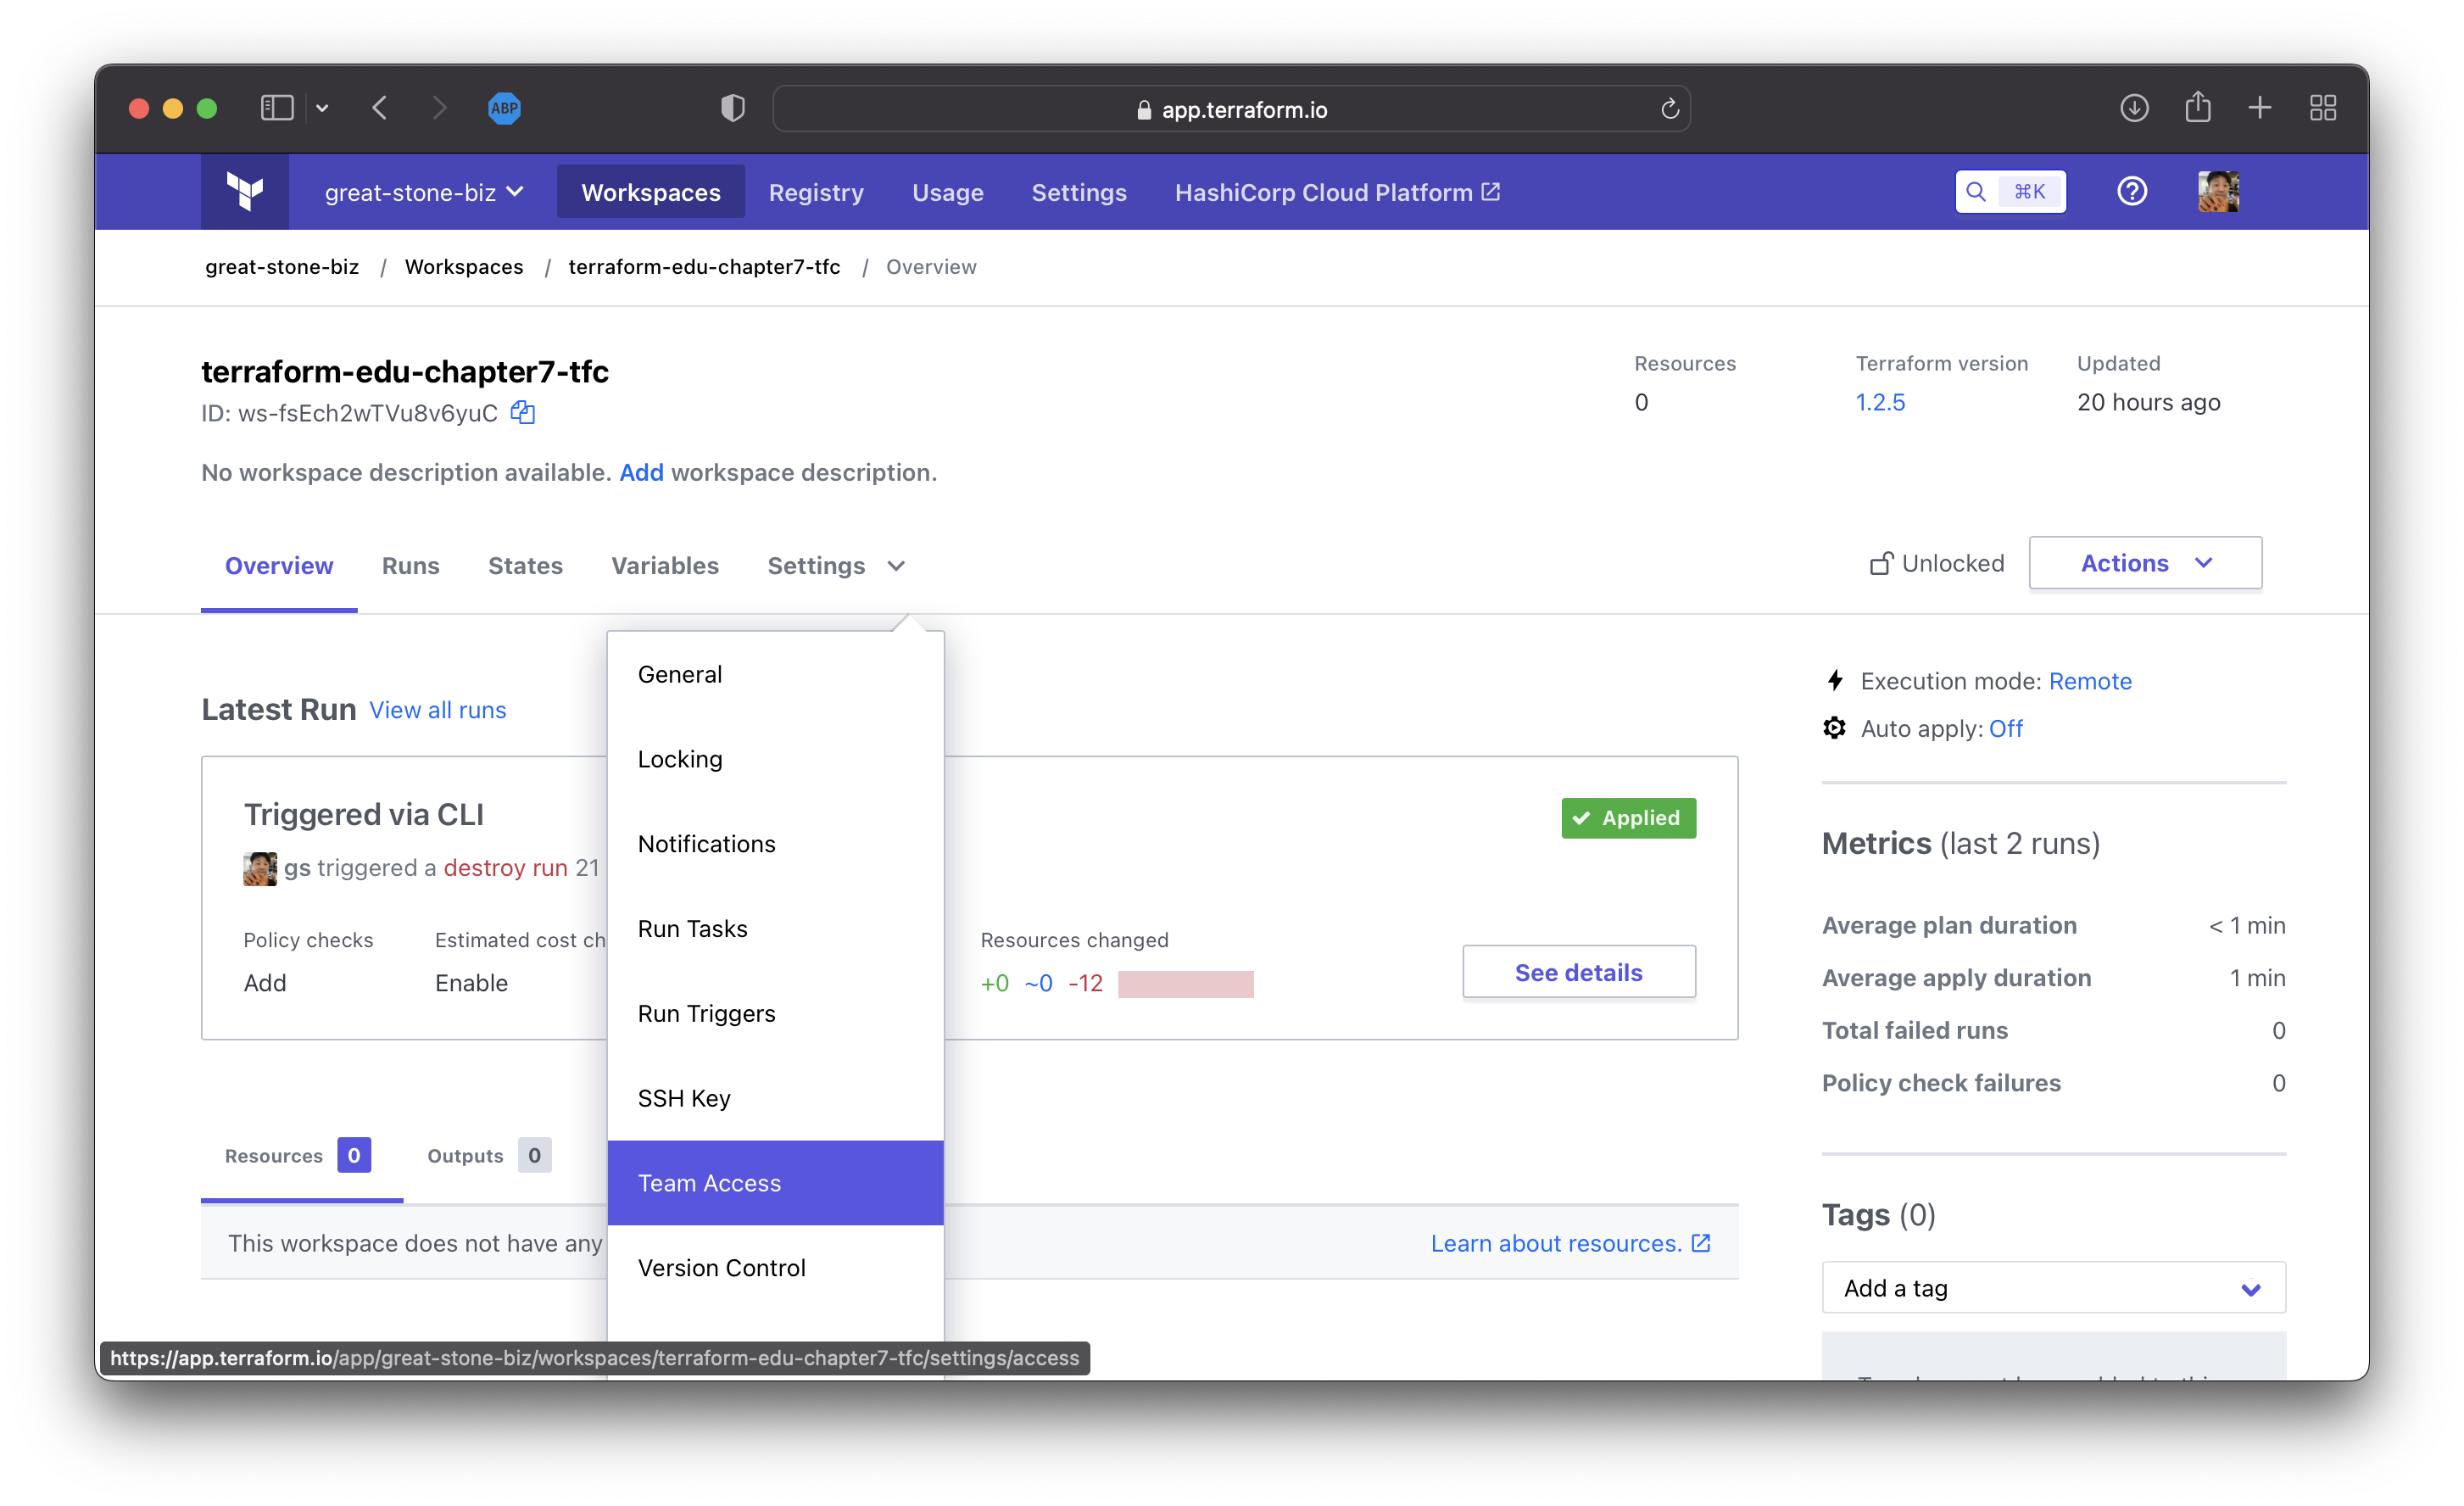 ABP
app.terraform.io
great-stone-biz
Workspaces
Registry
Usage
Settings
HashiCorp Cloud Platform
⌘K
great-stone-biz / Workspaces / terraform-edu-chapter7-tfc / Overview
terraform-edu-chapter7-tfc
ID: ws-fsEch2wTVu8v6yuC
No workspace description available. Add workspace description.
Resources
0
Terraform version
1.2.5
Updated
20 hours ago
Overview
Runs
States
Variables
Settings
Unlocked
Actions
General
Locking
Notifications
Run Tasks
Run Triggers
SSH Key
Team Access
Version Control
Latest Run View all runs
Triggered via CLI
Applied
gs triggered a destroy run 21
Policy checks
Add
Estimated cost ch
Enable
Resources changed
+0 ~0 -12
See details
Resources 0
Outputs 0
This workspace does not have any
Learn about resources.
Execution mode: Remote
Auto apply: Off
Metrics (last 2 runs)
Average plan duration < 1 min
Average apply duration 1 min
Total failed runs 0
Policy check failures 0
Tags (0)
Add a tag
https://app.terraform.io/app/great-stone-biz/workspaces/terraform-edu-chapter7-tfc/settings/access